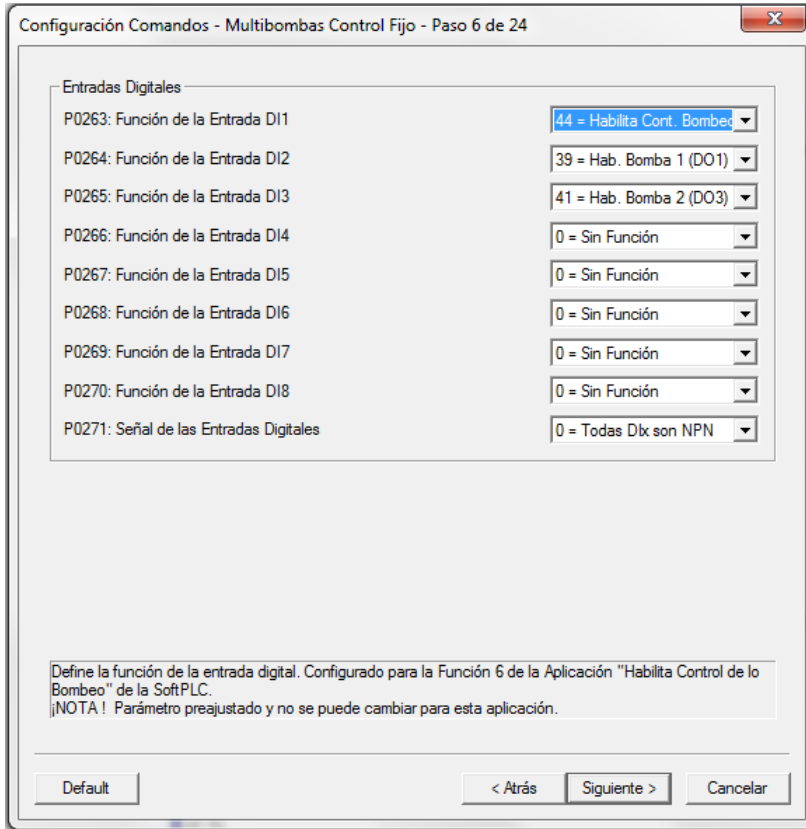 Configuración Comandos - Multibombas Control Fijo - Paso 6 de 24
Entradas Digitales
P0263: Función de la Entrada DI1
44 = Habilita Cont. Bombeo
P0264: Función de la Entrada DI2
39 = Hab. Bomba 1 (DO1)
P0265: Función de la Entrada DI3
41 = Hab. Bomba 2 (DO3)
P0266: Función de la Entrada DI4
0 = Sin Función
P0267: Función de la Entrada DI5
0 = Sin Función
P0268: Función de la Entrada DI6
0 = Sin Función
P0269: Función de la Entrada DI7
0 = Sin Función
P0270: Función de la Entrada DI8
0 = Sin Función
P0271: Señal de las Entradas Digitales
0 = Todas DIx son NPN
Define la función de la entrada digital. Configurado para la Función 6 de la Aplicación "Habilita Control de lo
Bombeo" de la SoftPLC.
¡NOTA ! Parámetro preajustado y no se puede cambiar para esta aplicación.
Default
< Atrás
Siguiente >
Cancelar